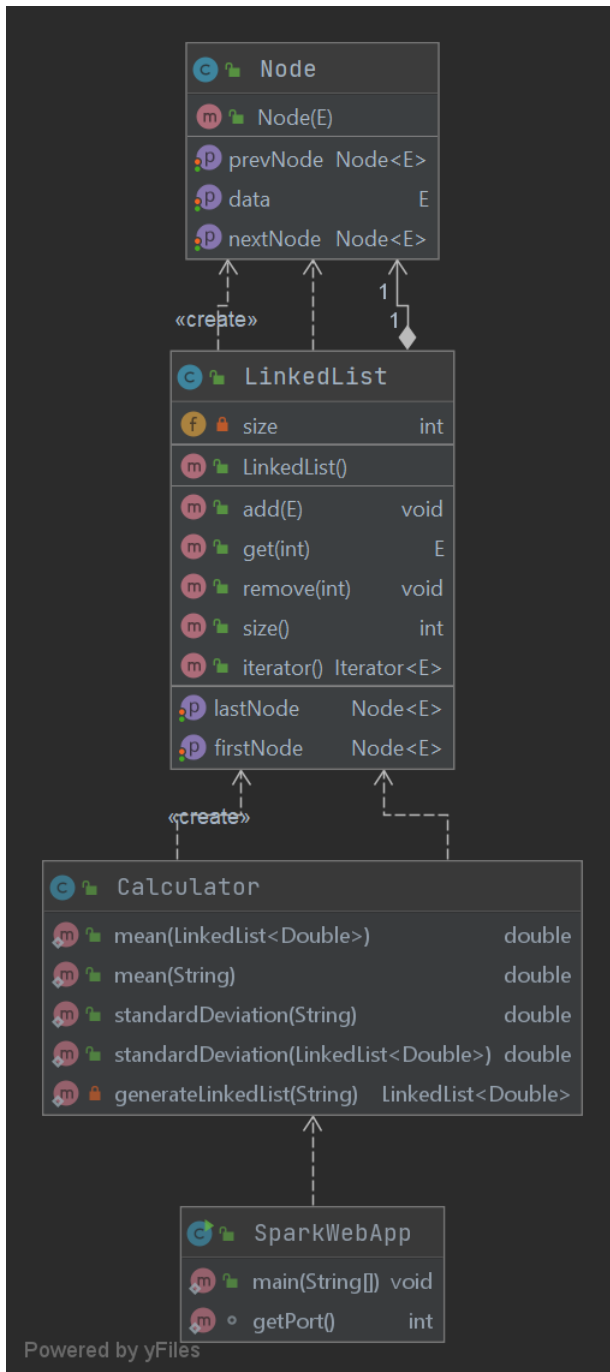 Node
Node(E)
prevNode Node<E>
data E
nextNode Node<E>
1
«create» 1
LinkedList
size int
LinkedList()
add(E) void
get(int) E
remove(int) void
size() int
iterator() Iterator<E>
lastNode Node<E>
firstNode Node<E>
«create»
Calculator
mean(LinkedList<Double>) double
mean(String) double
standardDeviation(String) double
standardDeviation(LinkedList<Double>) double
generateLinkedList(String) LinkedList<Double>
SparkWebApp
main(String[]) void
getPort() int
Powered by yFiles